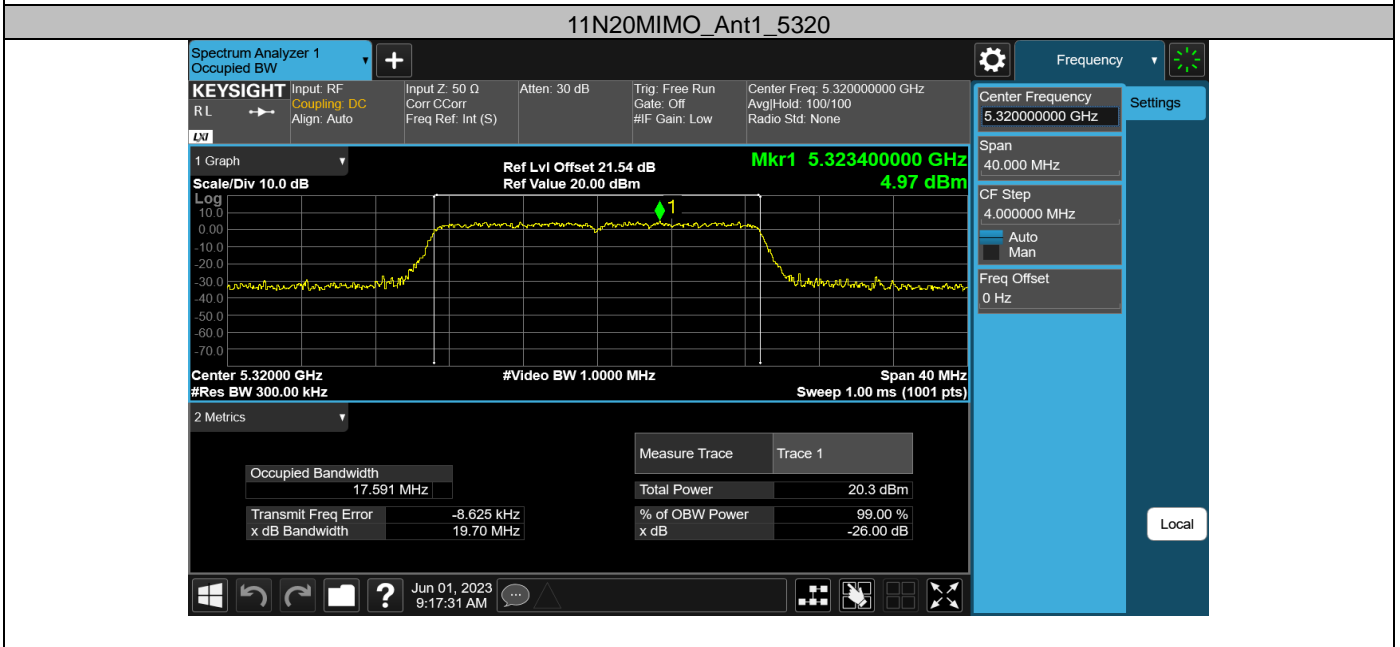 11N20MIMO_Ant1_5320
Spectrum Analyzer 1
Occupied BW
+
Frequency
KEYSIGHT
RL
LXI
Input: RF
Coupling: DC
Align: Auto
Input Z: 50 Ω
Corr CCorr
Freq Ref: Int (S)
Atten: 30 dB
Trig: Free Run
Gate: Off
#IF Gain: Low
Center Freq: 5.320000000 GHz
Avg|Hold: 100/100
Radio Std: None
Center Frequency
5.320000000 GHz
Settings
Span
40.000 MHz
CF Step
4.000000 MHz
Auto
Man
Freq Offset
0 Hz
Local
1 Graph
Ref Lvl Offset 21.54 dB
Mkr1 5.323400000 GHz
Scale/Div 10.0 dB
Ref Value 20.00 dBm
4.97 dBm
Log
10.0
0.00
-10.0
-20.0
-30.0
-40.0
-50.0
-60.0
-70.0
1
Center 5.32000 GHz
#Video BW 1.0000 MHz
Span 40 MHz
#Res BW 300.00 kHz
Sweep 1.00 ms (1001 pts)
2 Metrics
Measure Trace
Trace 1
Occupied Bandwidth
17.591 MHz
Total Power
20.3 dBm
Transmit Freq Error
-8.625 kHz
% of OBW Power
99.00 %
x dB Bandwidth
19.70 MHz
x dB
-26.00 dB
?
Jun 01, 2023
9:17:31 AM